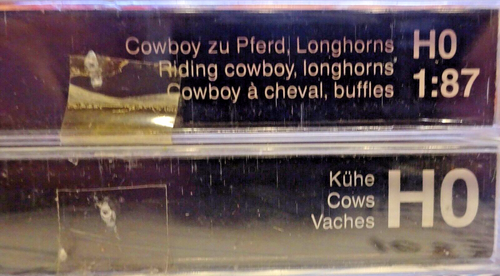 Cowboy zu Pferd, Longhorns H0
Riding cowboy, longhorns
Cowboy à cheval, buffles 1:87
Kühe
Cows H0
Vaches